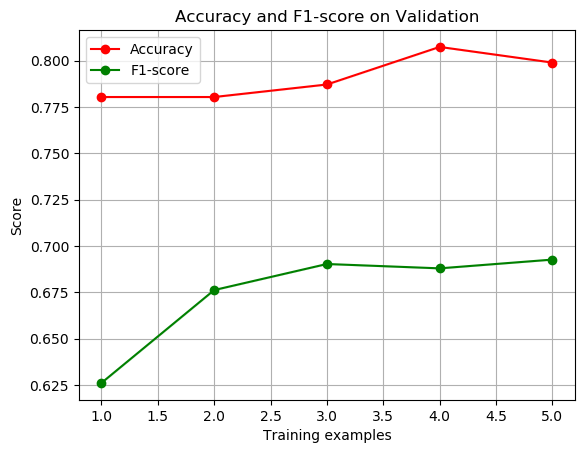 Accuracy and F1-score on Validation
Accuracy
F1-score
Score
0.800
0.775
0.750
0.725
0.700
0.675
0.650
0.625
1.0 1.5 2.0 2.5 3.0 3.5 4.0 4.5 5.0
Training examples